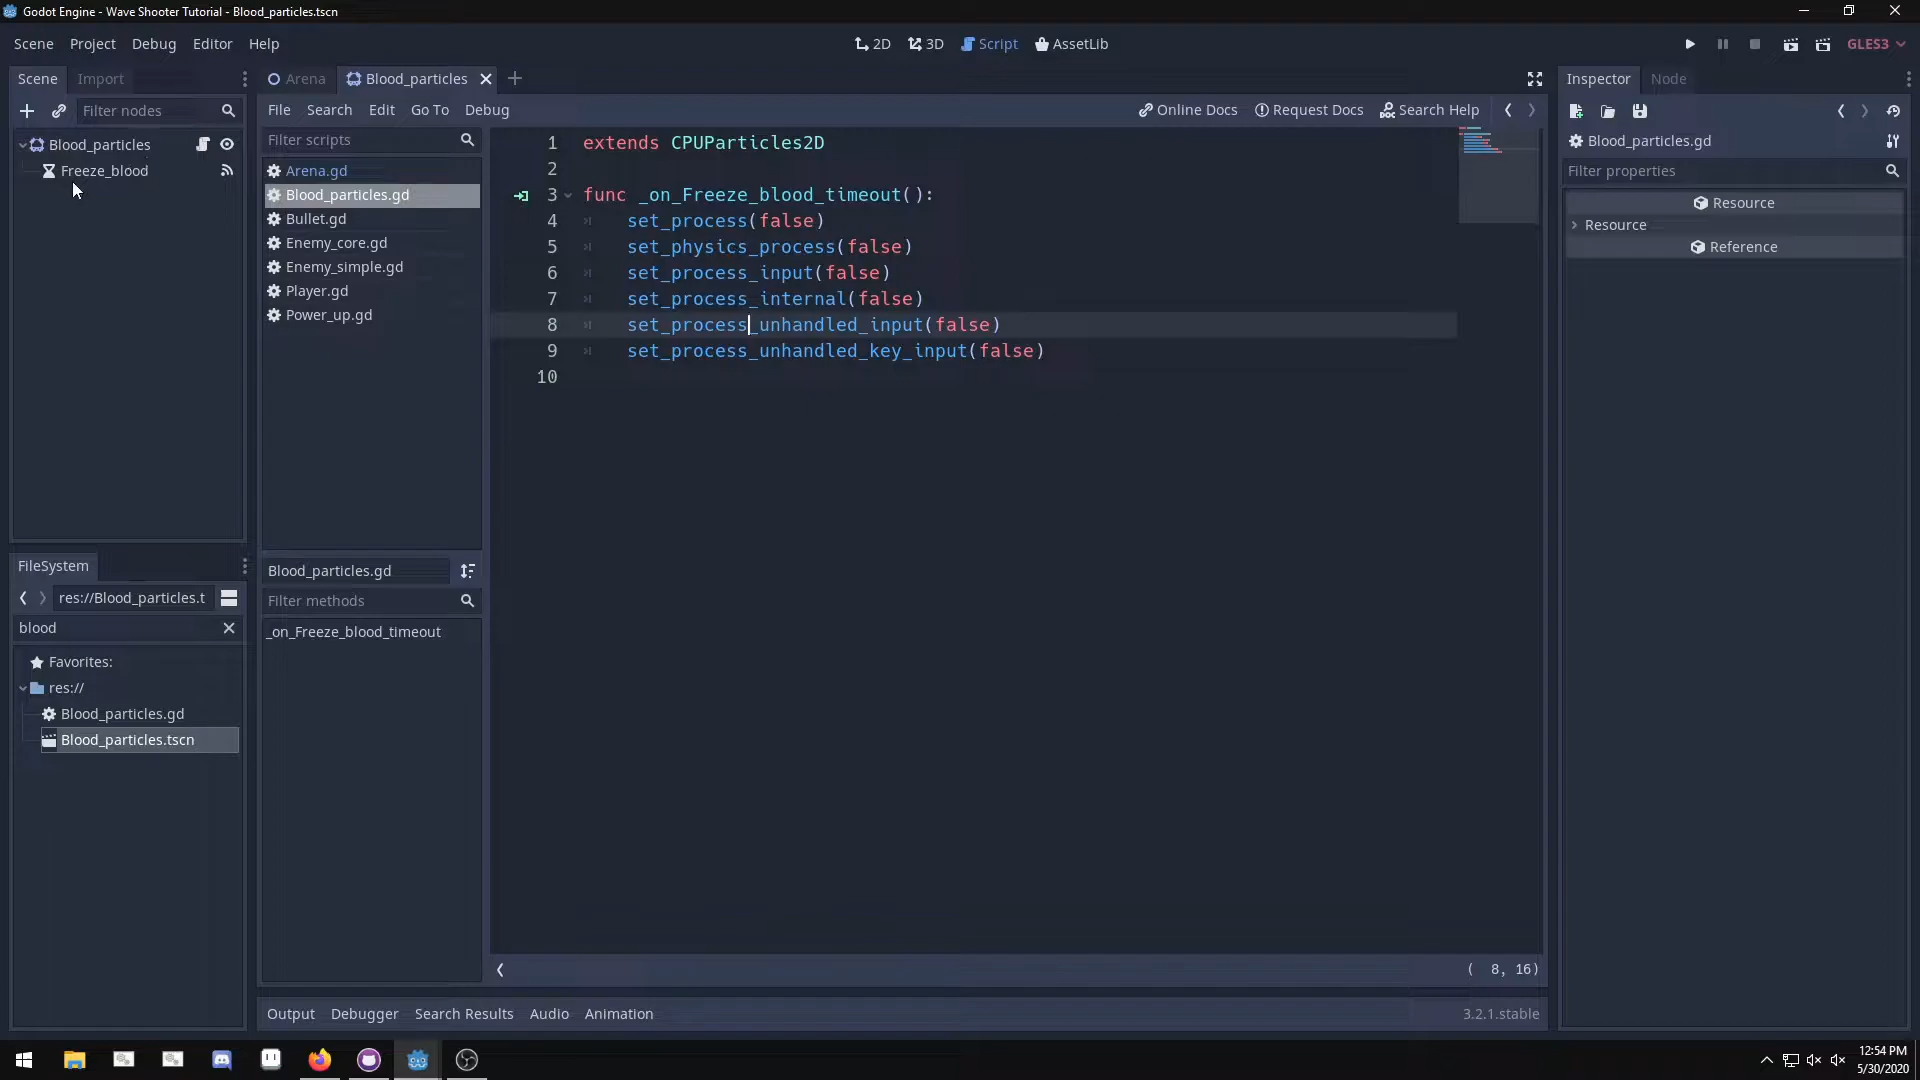 Godot Engine - Wave Shooter Tutorial - Blood_particles.tscn
Scene Project Debug Editor Help
2D 3D Script AssetLib
GLES3
Scene Import
Arena Blood_particles
Inspector Node
Filter nodes
File Search Edit Go To Debug
Online Docs Request Docs Search Help
Blood_particles
Freeze_blood
Filter scripts
Arena.gd
Blood_particles.gd
Bullet.gd
Enemy_core.gd
Enemy_simple.gd
Player.gd
Power_up.gd
1 extends CPUParticles2D
2
3 func _on_Freeze_blood_timeout():
4 set_process(false)
5 set_physics_process(false)
6 set_process_input(false)
7 set_process_internal(false)
8 set_process_unhandled_input(false)
9 set_process_unhandled_key_input(false)
10
Blood_particles.gd
Filter properties
Resource
Resource
Reference
FileSystem
res://Blood_particles.t
blood
Favorites:
res://
Blood_particles.gd
Blood_particles.tscn
Blood_particles.gd
Filter methods
_on_Freeze_blood_timeout
( 8, 16)
Output Debugger Search Results Audio Animation
3.2.1.stable
12:54 PM
5/30/2020